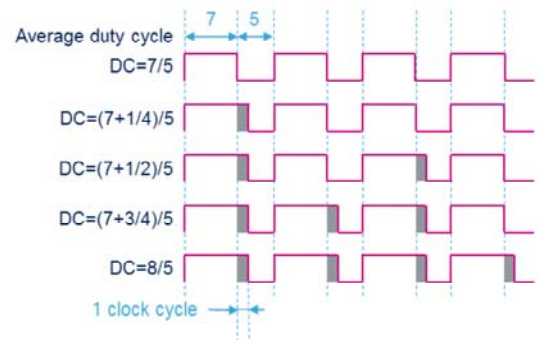 7 5
Average duty cycle
DC=7/5
DC=(7+1/4)/5
DC=(7+1/2)/5
DC=(7+3/4)/5
DC=8/5
1 clock cycle